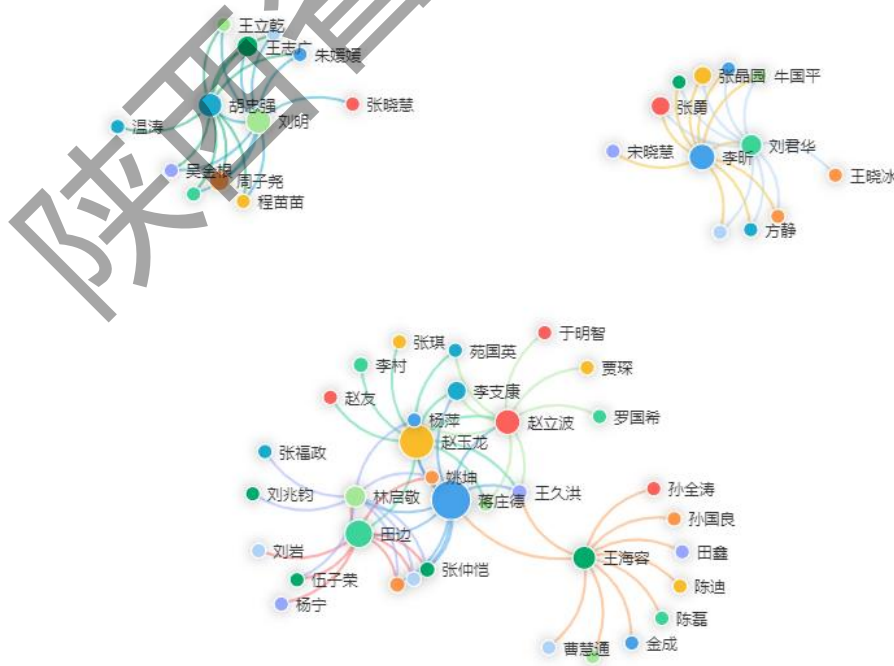 陕西省
王立乾
王志广
朱媛媛
胡忠强
张晓慧
刘明
温涛
吴金根
周子尧
程苗苗
张晶园
牛国平
张勇
宋晓慧
李昕
刘君华
王晓冰
方静
于明智
张琪
苑国英
李村
贾琛
李支康
赵友
杨萍
赵立波
罗国希
赵玉龙
张福政
姚坤
刘兆钧
林启敬
蒋庄德
王久洪
孙全涛
孙国良
田边
刘岩
张仲恺
王海容
田鑫
伍子荣
陈迪
杨宁
陈磊
金成
曹慧通